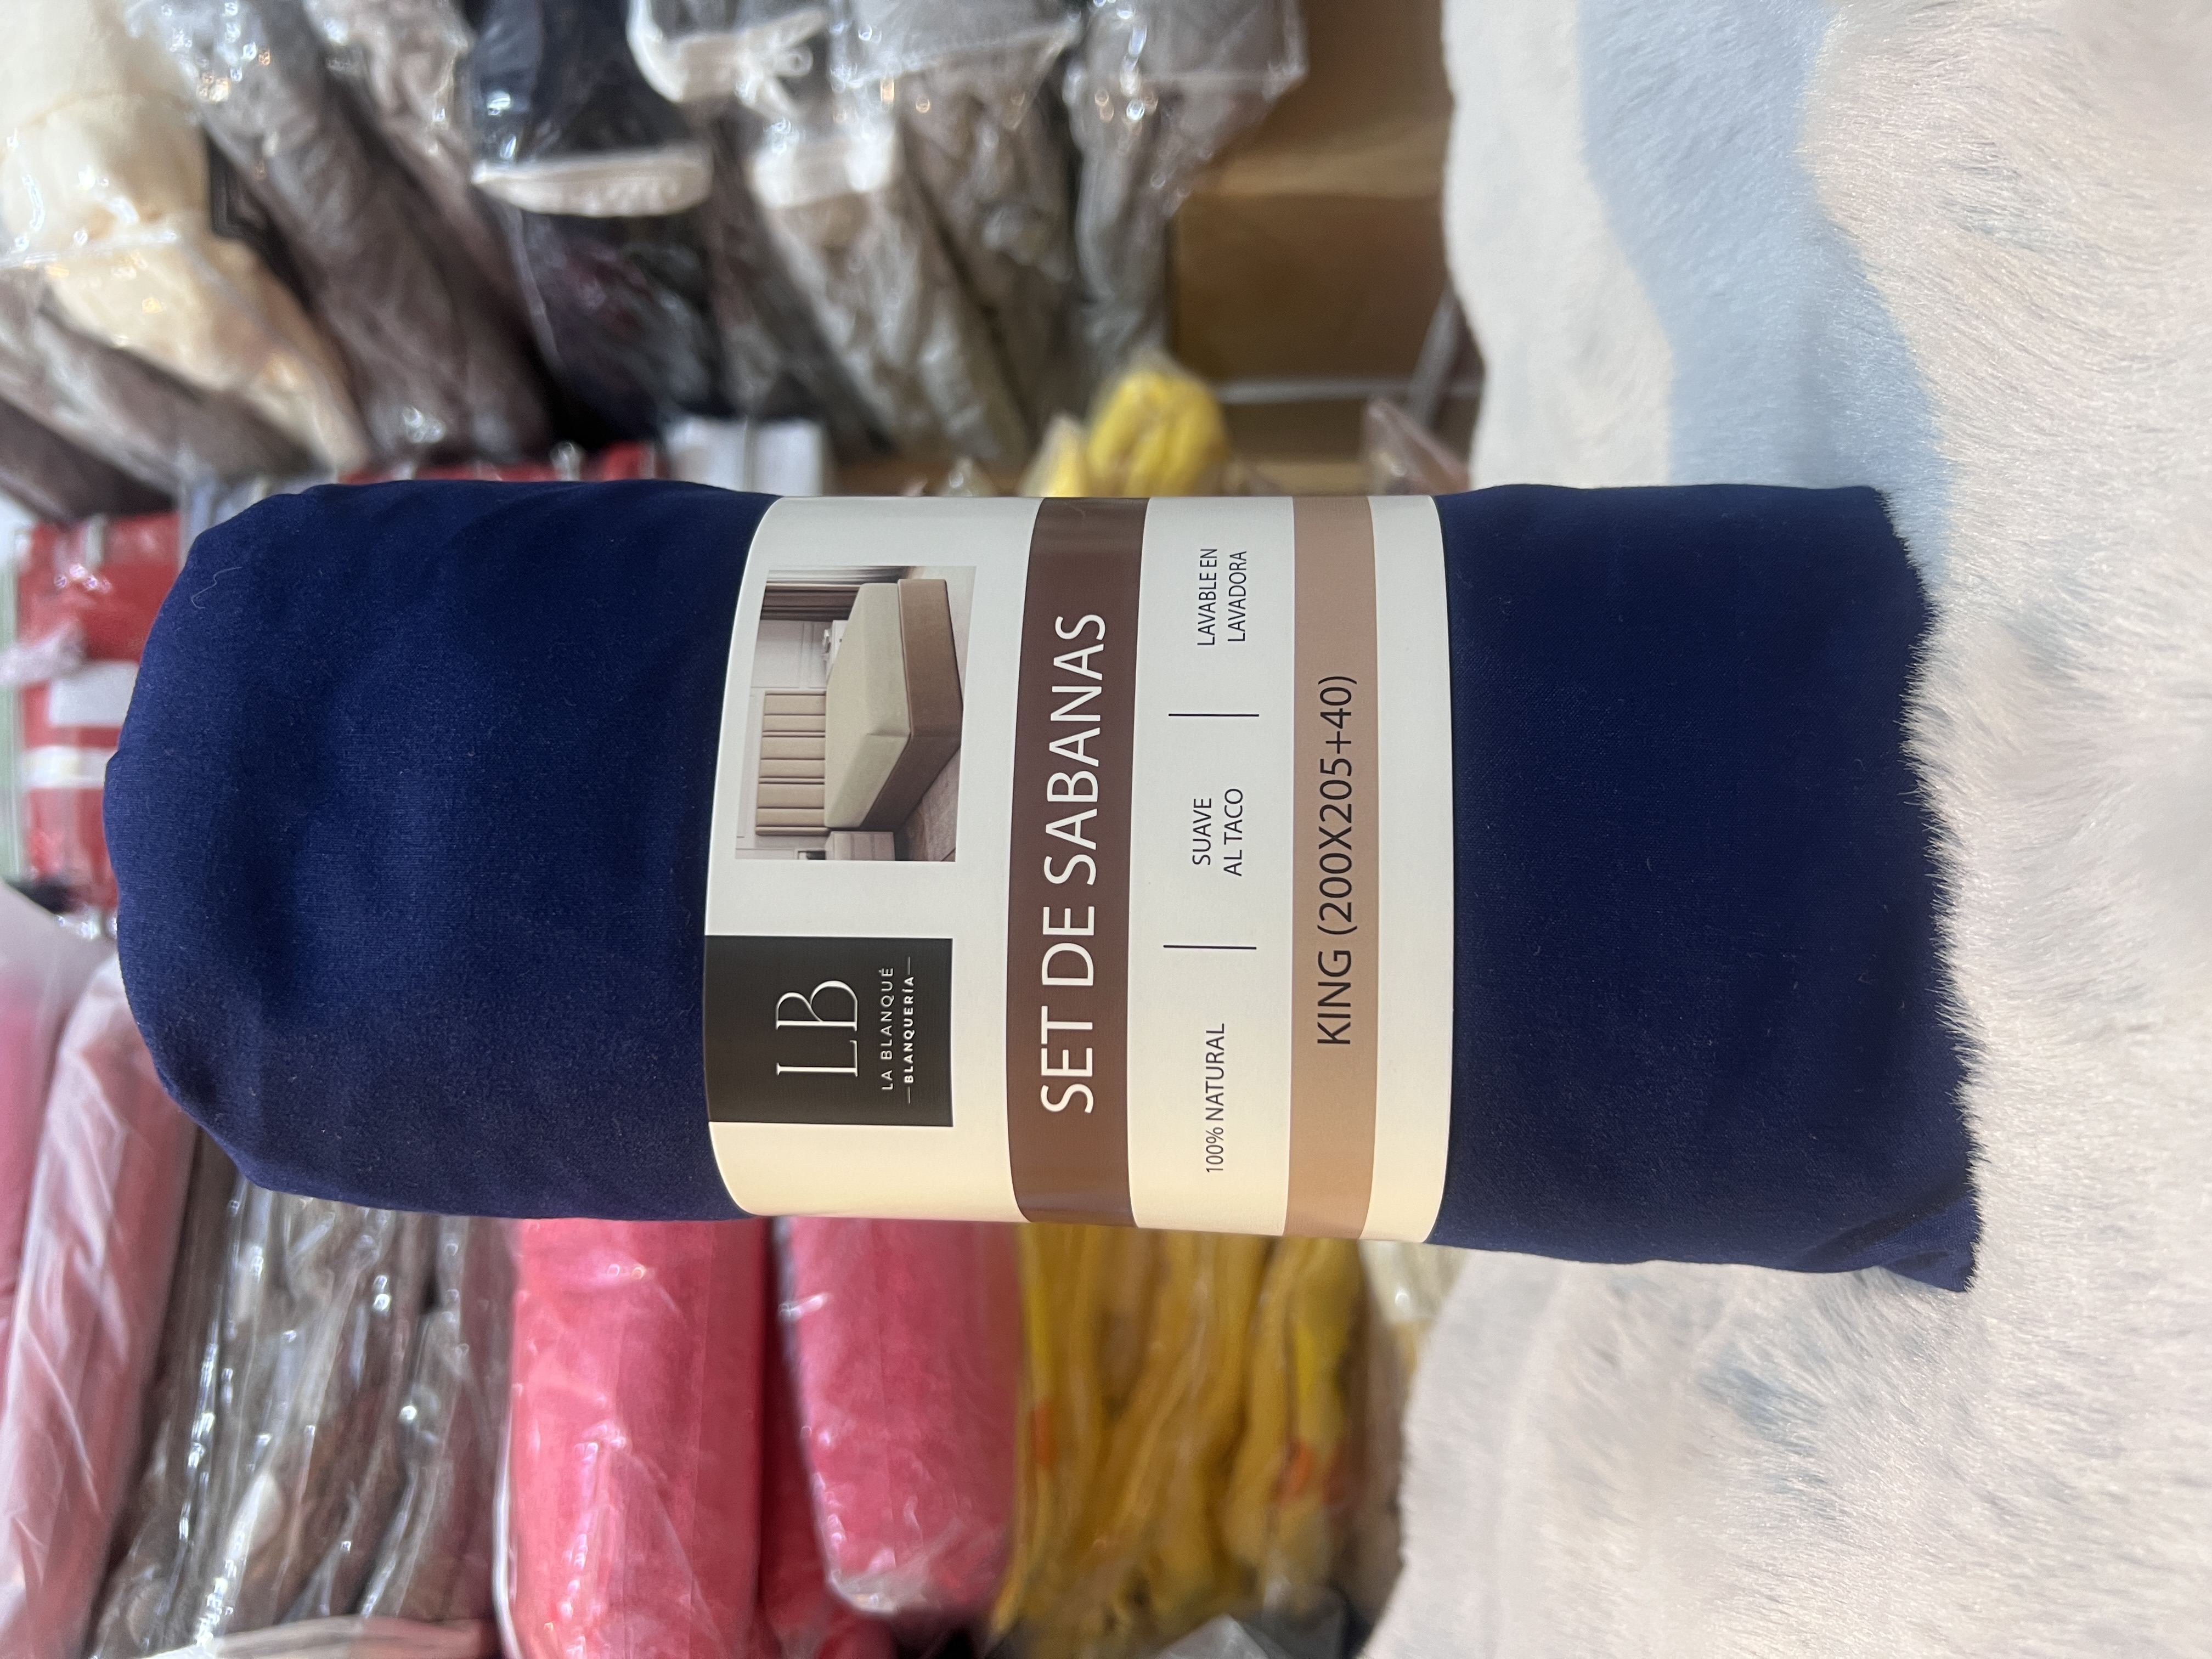 LB
LA BLANQUÉ
—BLANQUERÍA—
SET DE SABANAS
100% NATURAL
SUAVE
AL TACO
LAVABLE EN
LAVADORA
KING (200X205+40)